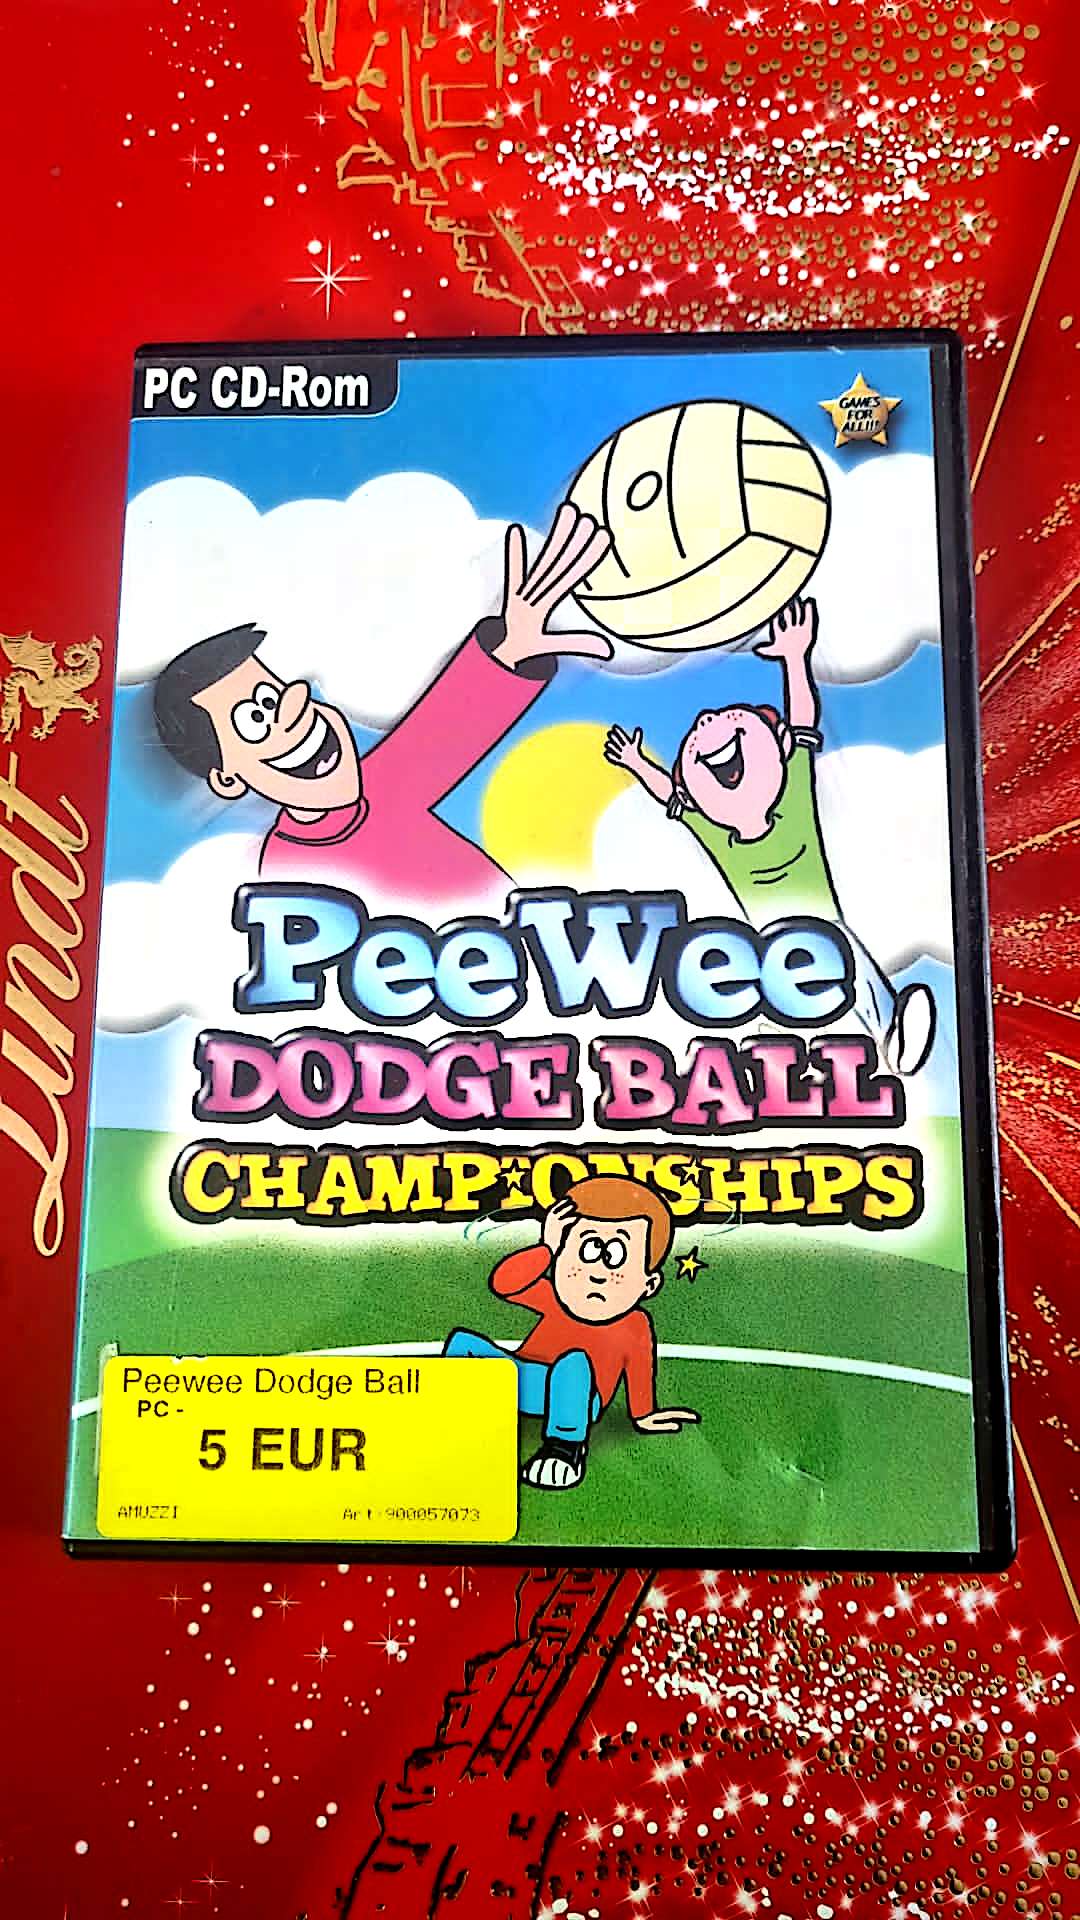 PC CD-Rom
GAMES
FOR
ALL!!!
Lindt
PeeWee
DODGE BALL
CHAMPIONSHIPS
Peewee Dodge Ball
PC -
5 EUR
AMUZZI Art:900057073